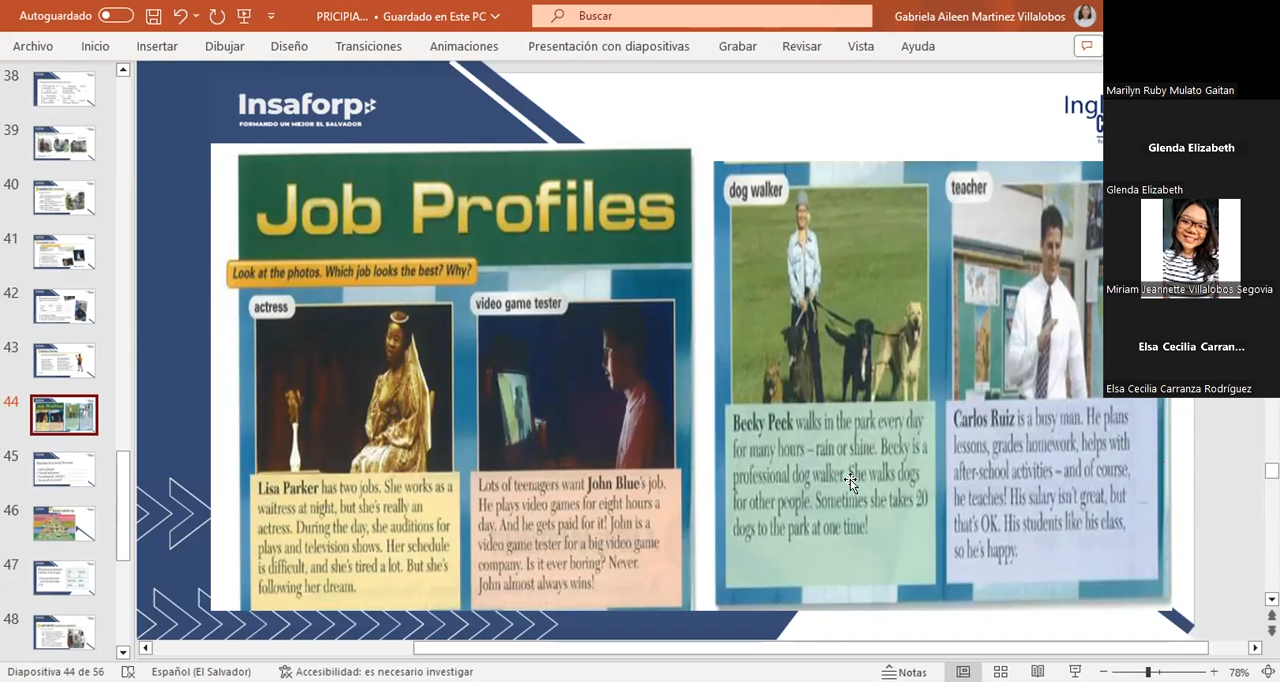 Autoguardado
PRICIPIA... • Guardado en Este PC
Buscar
Gabriela Aileen Martinez Villalobos
Archivo Inicio Insertar Dibujar Diseño Transiciones Animaciones Presentación con diapositivas Grabar Revisar Vista Ayuda
38
39
40
41
42
43
44
45
46
47
48
Insaforp
FORMANDO UN MEJOR EL SALVADOR
Job Profiles
Look at the photos. Which job looks the best? Why?
actress
Lisa Parker has two jobs. She works as a
waitress at night, but she's really an
actress. During the day, she auditions for
plays and television shows. Her schedule
is difficult, and she's tired a lot. But she's
following her dream.
video game tester
Lots of teenagers want John Blue's job.
He plays video games for eight hours a
day. And he gets paid for it! John is a
video game tester for a big video game
company. Is it ever boring? Never.
John almost always wins!
dog walker
Becky Peek walks in the park every day
for many hours – rain or shine. Becky is a
professional dog walker. She walks dogs
for other people. Sometimes she takes 20
dogs to the park at one time!
teacher
Carlos Ruiz is a busy man. He plans
lessons, grades homework, helps with
after-school activities – and of course,
he teaches! His salary isn't great, but
that's OK. His students like his class,
so he's happy.
Marilyn Ruby Mulato Gaitan
Glenda Elizabeth
Glenda Elizabeth
Miriam Jeannette Villalobos Segovia
Elsa Cecilia Carran...
Elsa Cecilia Carranza Rodríguez
Diapositiva 44 de 56
Español (El Salvador)
Accesibilidad: es necesario investigar
Notas
78%